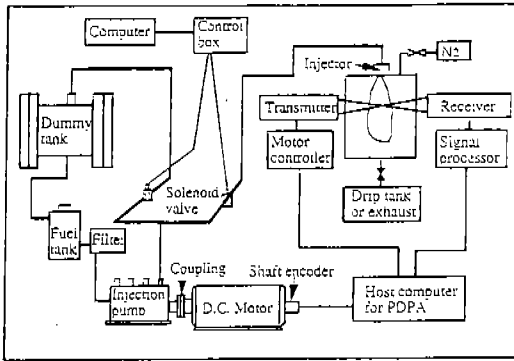 Computer
Control
box
Injector
N2
Transmitter
Receiver
Dummy
tank
Motor
controller
Signal
processor
Solenoid
valve
Drip tank
or exhaust
Fuel
tank
Filter
Coupling
Shaft encoder
Injection
pump
D.C. Motor
Host computer
for PDPA